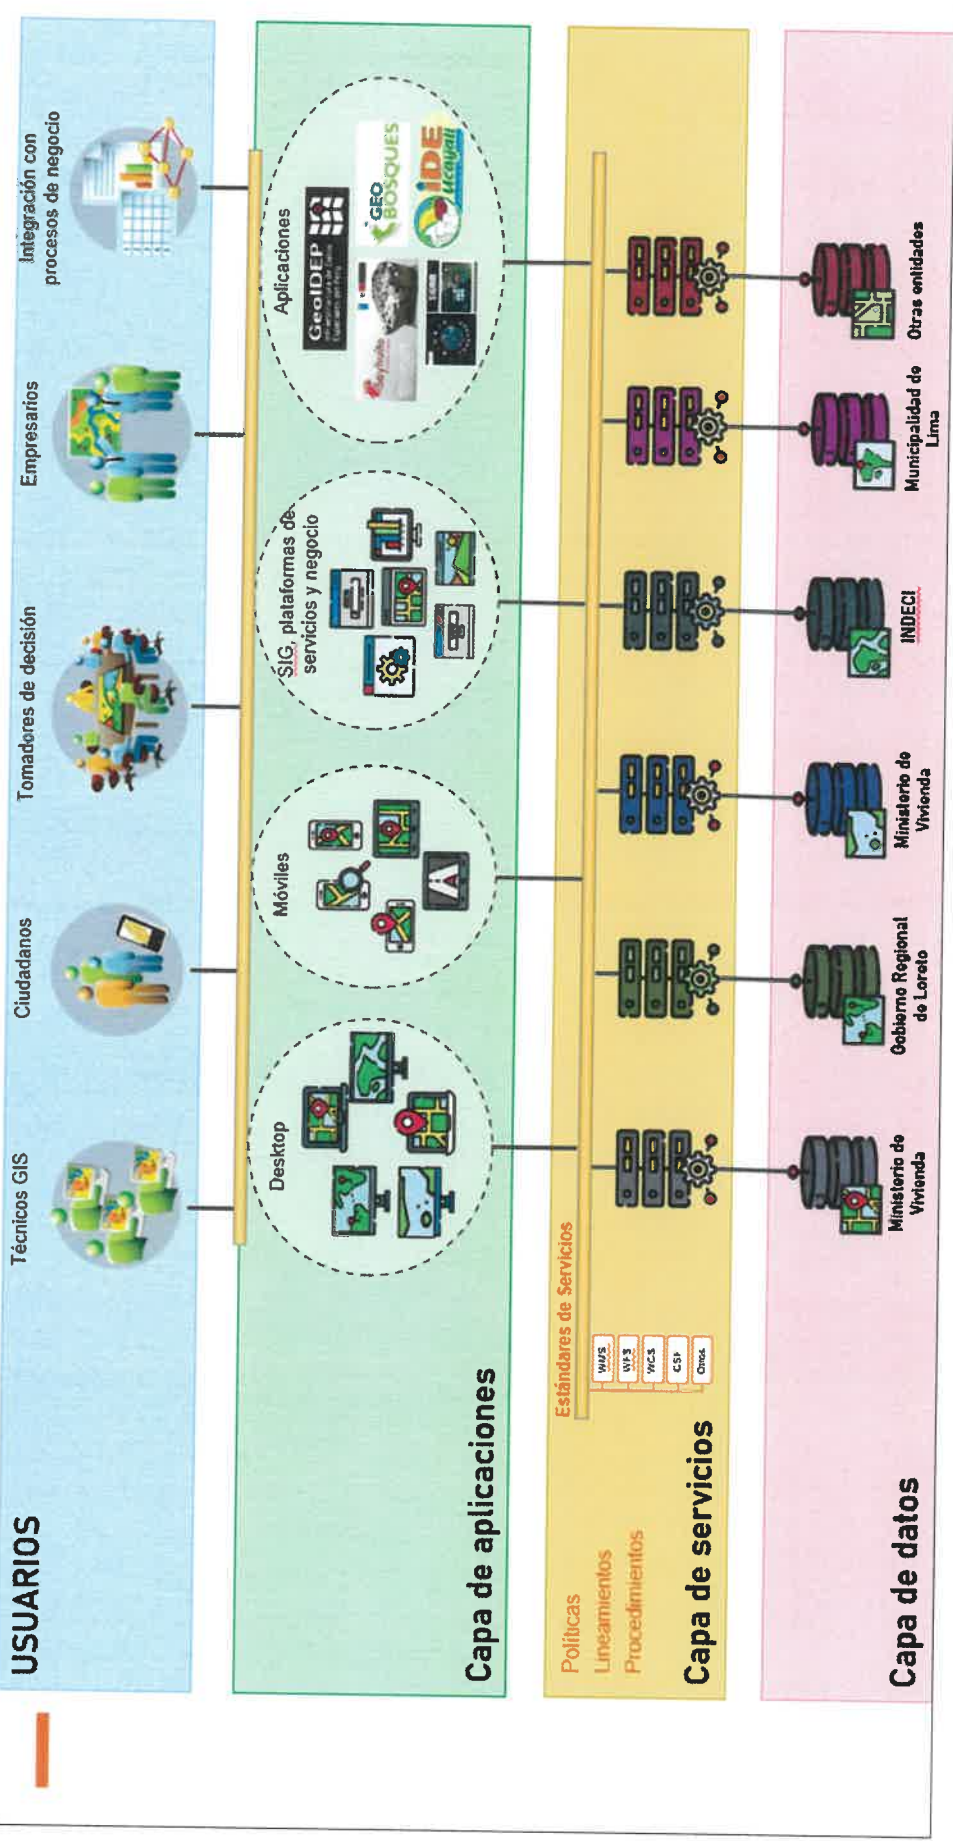 USUARIOS
Técnicos GIS
Ciudadanos
Tomadores de decisión
Empresarios
Integración con
procesos de negocio
Capa de aplicaciones
Desktop
Móviles
SIG, plataformas de
servicios y negocio
Aplicaciones
GeoIDEP
GEO
BOSQUES
iDE
Ucayali
Políticas
Lineamientos
Procedimientos
Estándares de Servicios
WMS
WFS
WCS
CSF
Otros
Capa de servicios
Capa de datos
Ministerio de
Vivienda
Gobierno Regional
de Loreto
Ministerio de
Vivienda
INDECI
Municipalidad de
Lima
Otras entidades